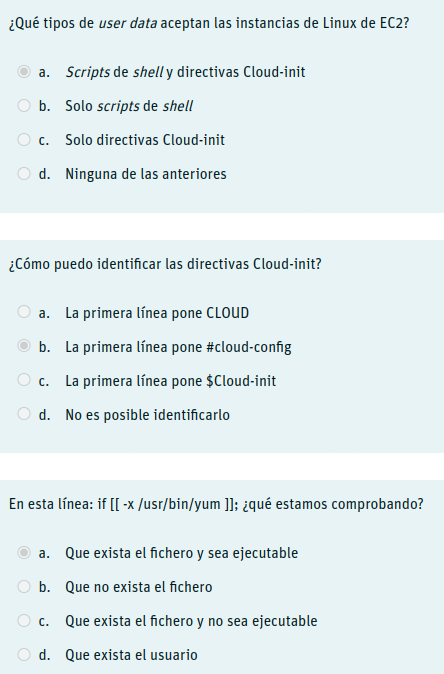 ¿Qué tipos de user data aceptan las instancias de Linux de EC2?
a. Scripts de shell y directivas Cloud-init
b. Solo scripts de shell
c. Solo directivas Cloud-init
d. Ninguna de las anteriores
¿Cómo puedo identificar las directivas Cloud-init?
a. La primera línea pone CLOUD
b. La primera línea pone #cloud-config
c. La primera línea pone $Cloud-init
d. No es posible identificarlo
En esta línea: if [[ -x /usr/bin/yum ]]; ¿qué estamos comprobando?
a. Que exista el fichero y sea ejecutable
b. Que no exista el fichero
c. Que exista el fichero y no sea ejecutable
d. Que exista el usuario